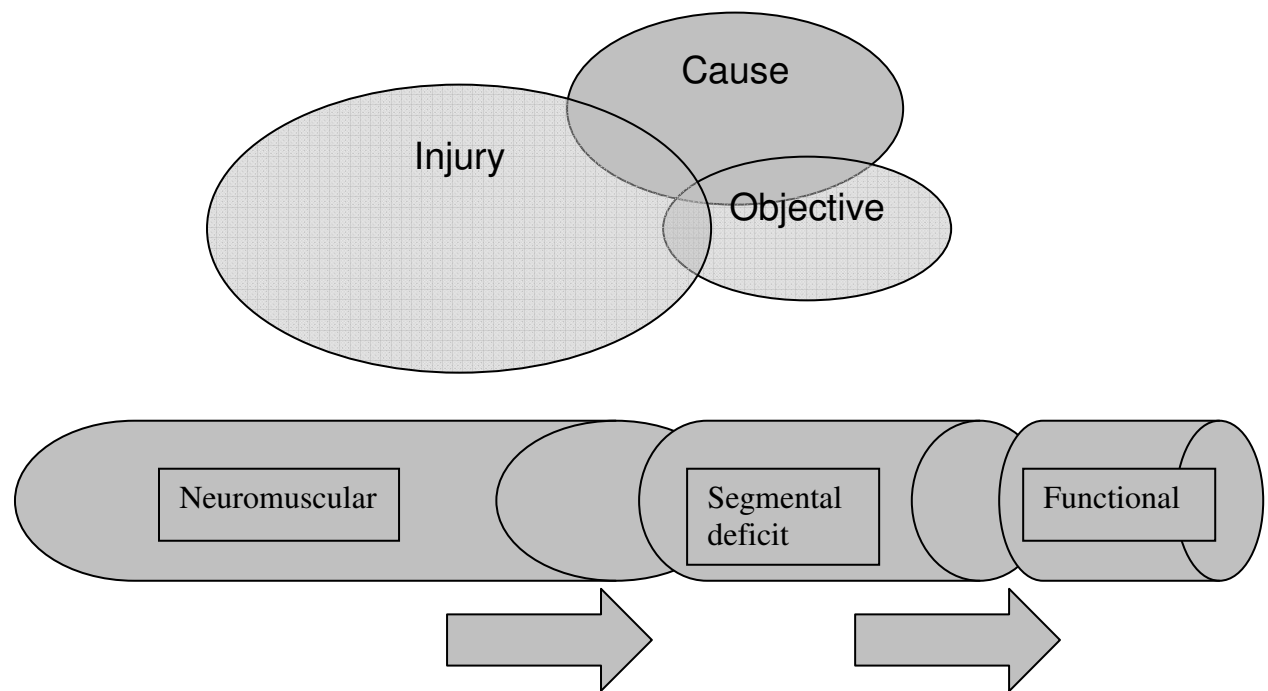 Cause
Injury
Objective
Neuromuscular
Segmental
deficit
Functional